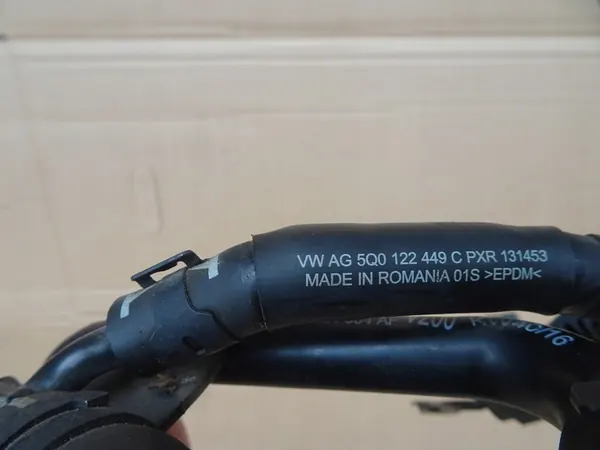 VW AG 5Q0 122 449 C PXR 131453
MADE IN ROMANIA 01S >EPDM<